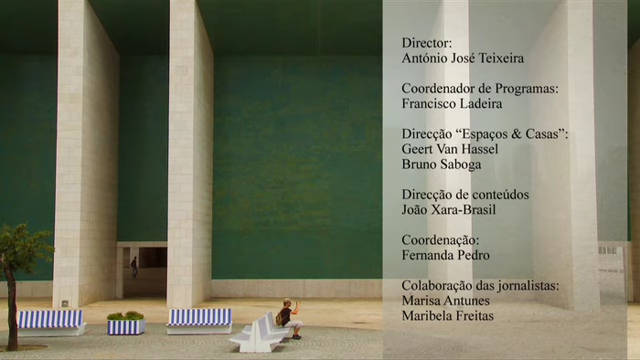 Director:
António José Teixeira
Coordenador de Programas:
Francisco Ladeira
Direcção “Espaços & Casas”:
Geert Van Hassel
Bruno Saboga
Direcção de conteúdos
João Xara-Brasil
Coordenação:
Fernanda Pedro
Colaboração das jornalistas:
Marisa Antunes
Maribela Freitas